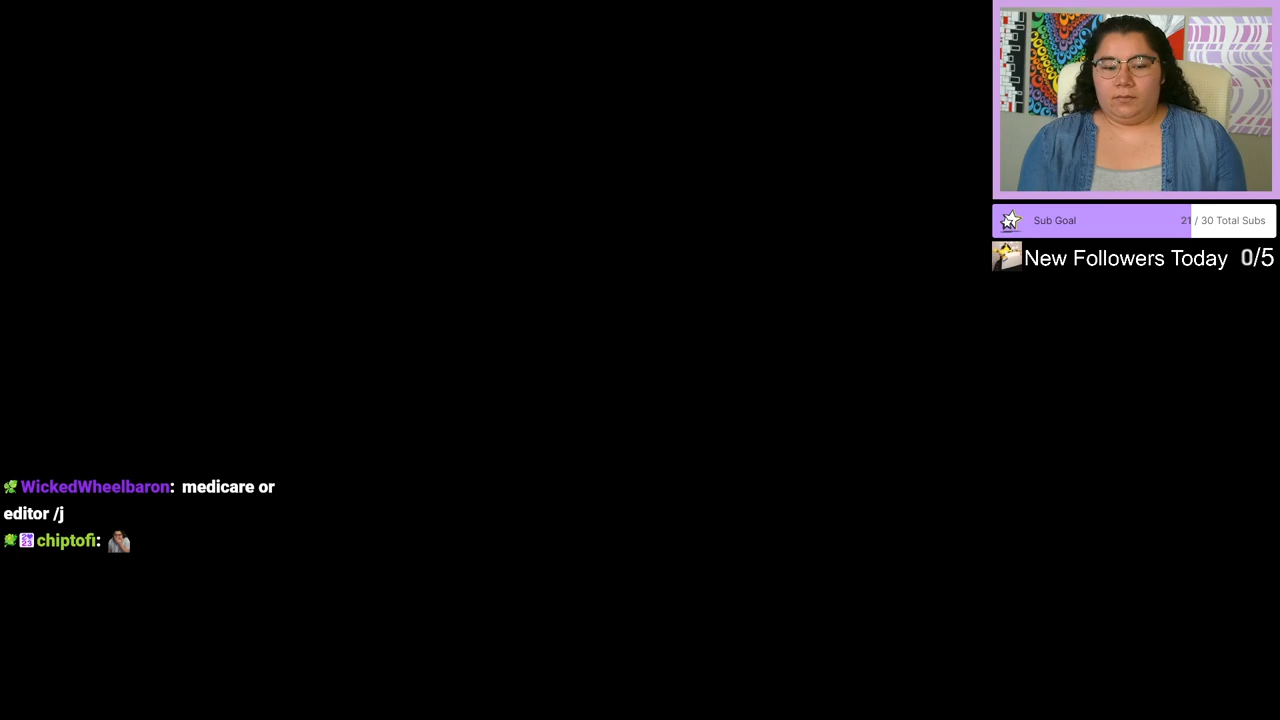 Sub Goal 21 / 30 Total Subs
New Followers Today 0/5
WickedWheelbaron: medicare or
editor /j
chiptofi: